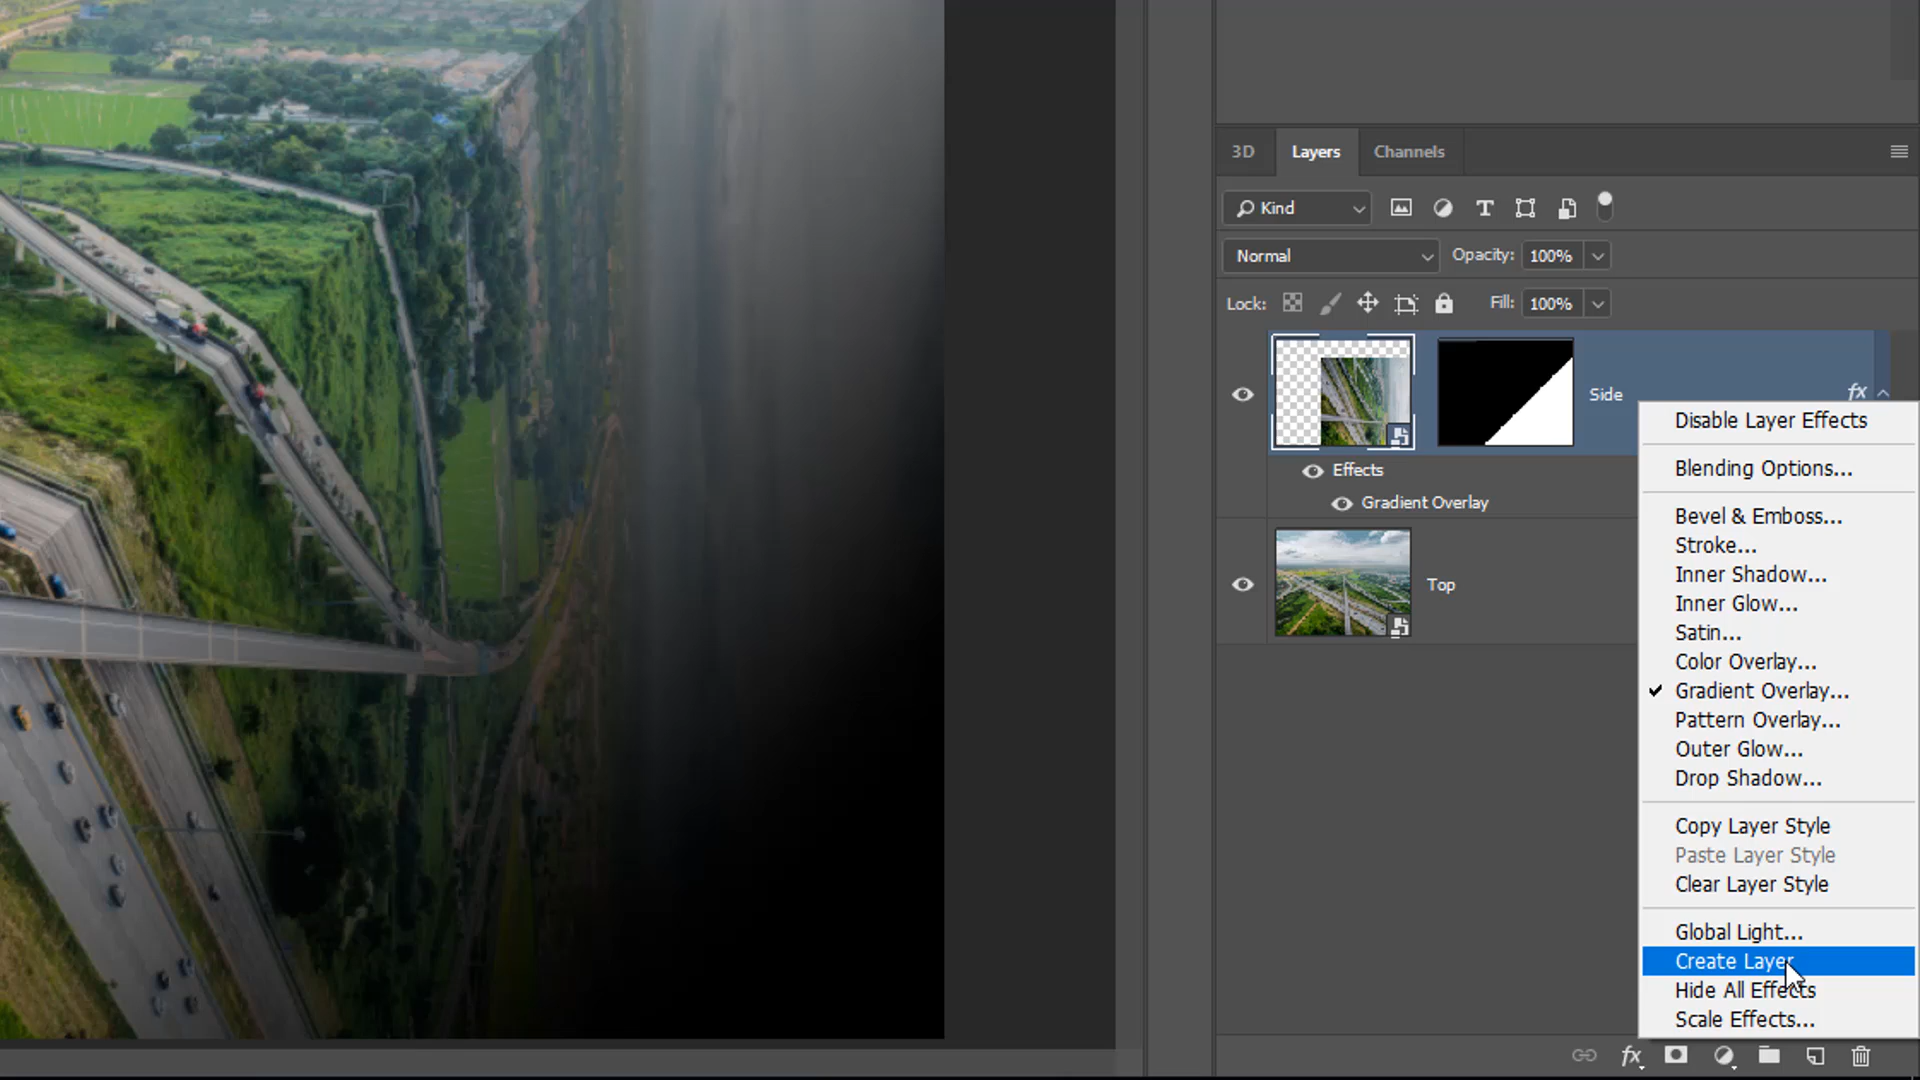 3D Layers Channels
Kind
Normal Opacity: 100%
Lock: Fill: 100%
Side fx
Effects
Gradient Overlay
Top
Disable Layer Effects
Blending Options...
Bevel & Emboss...
Stroke...
Inner Shadow...
Inner Glow...
Satin...
Color Overlay...
Gradient Overlay...
Pattern Overlay...
Outer Glow...
Drop Shadow...
Copy Layer Style
Paste Layer Style
Clear Layer Style
Global Light...
Create Layer
Hide All Effects
Scale Effects...
fx